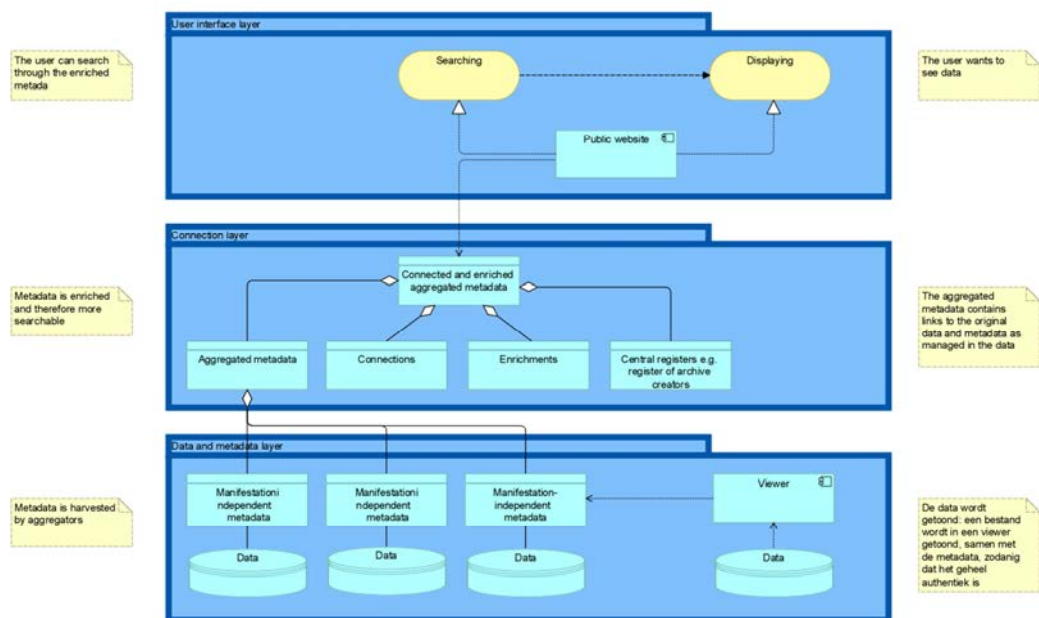 User interface layer
The user can search
through the enriched
metada
Searching
Displaying
The user wants to
see data
Public website
Connection layer
Connected and enriched
aggregated metadata
Metadata is enriched
and therefore more
searchable
The aggregated
metadata contains
links to the original
data and metadata as
managed in the data
Aggregated metadata
Connections
Enrichments
Central registers e.g.
register of archive
creators
Data and metadata layer
Metadata is harvested
by aggregators
Manifestationi
ndependent
metadata
Manifestationi
ndependent
metadata
Manifestation-
independent
metadata
Viewer
De data wordt
getoond: een bestand
wordt in een viewer
getoond, samen met
de metadata, zodanig
dat het geheel
authentiek is
Data
Data
Data
Data